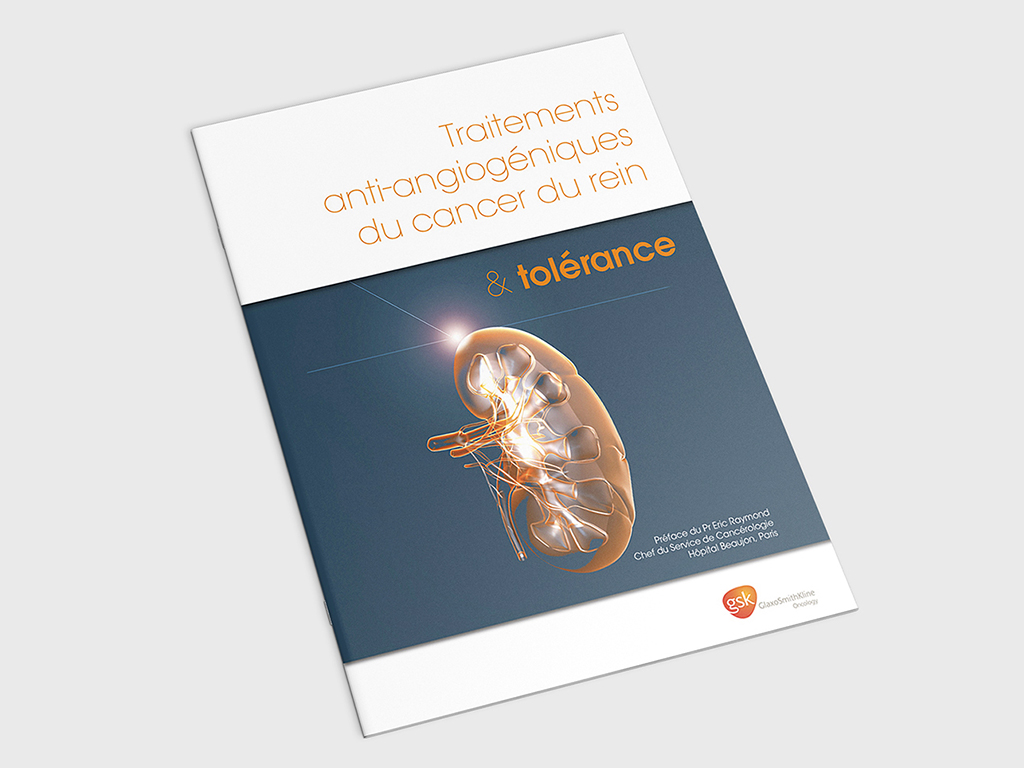 Traitements
anti-angiogéniques
du cancer du rein
& tolérance
Préface du Pr Eric Raymond
Chef du Service de Cancérologie
Hôpital Beaujon, Paris
gsk
GlaxoSmithKline
Oncology